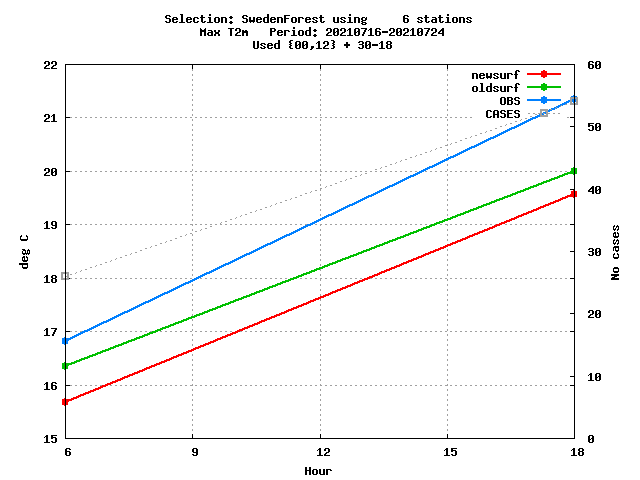 Selection: SwedenForest using     6 stations
Max T2m   Period: 20210716-20210724
Used {00,12} + 30-18
newsurf
oldsurf
OBS
CASES
22
21
20
19
18
17
16
15
deg C
60
50
40
30
20
10
0
No cases
6 9 12 15 18
Hour